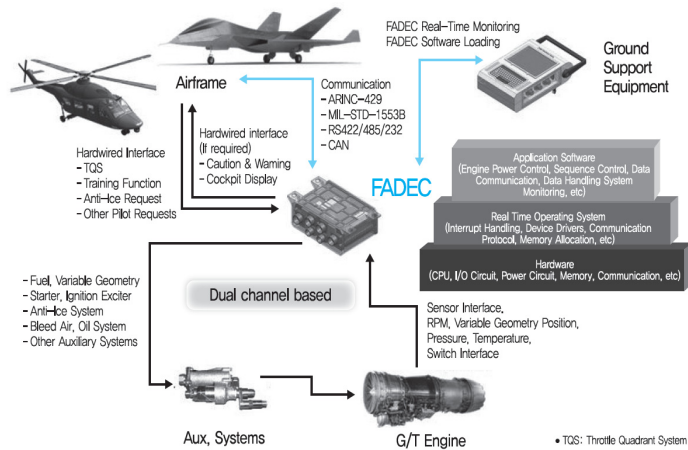 FADEC Real-Time Monitoring
FADEC Software Loading
Ground
Support
Equipment
Airframe
Communication
- ARINC-429
- MIL-STD-1553B
- RS422/485/232
- CAN
Hardwired interface
(If required)
- Caution & Warning
- Cockpit Display
Hardwired Interface
- TQS
- Training Function
- Anti-Ice Request
- Other Pilot Requests
FADEC
Application Software
(Engine Power Control, Sequence Control, Data
Communication, Data Handling System
Monitoring, etc)
Real Time Operating System
(Interrupt Handling, Device Drivers, Communication
Protocol, Memory Allocation, etc)
Hardware
(CPU, I/O Circuit, Power Circuit, Memory, Communication, etc)
- Fuel, Variable Geometry
- Starter, Ignition Exciter
- Anti-Ice System
- Bleed Air, Oil System
- Other Auxiliary Systems
Dual channel based
Sensor Interface,
RPM, Variable Geometry Position,
Pressure, Temperature,
Switch Interface
Aux, Systems
G/T Engine
• TQS: Throttle Quadrant System